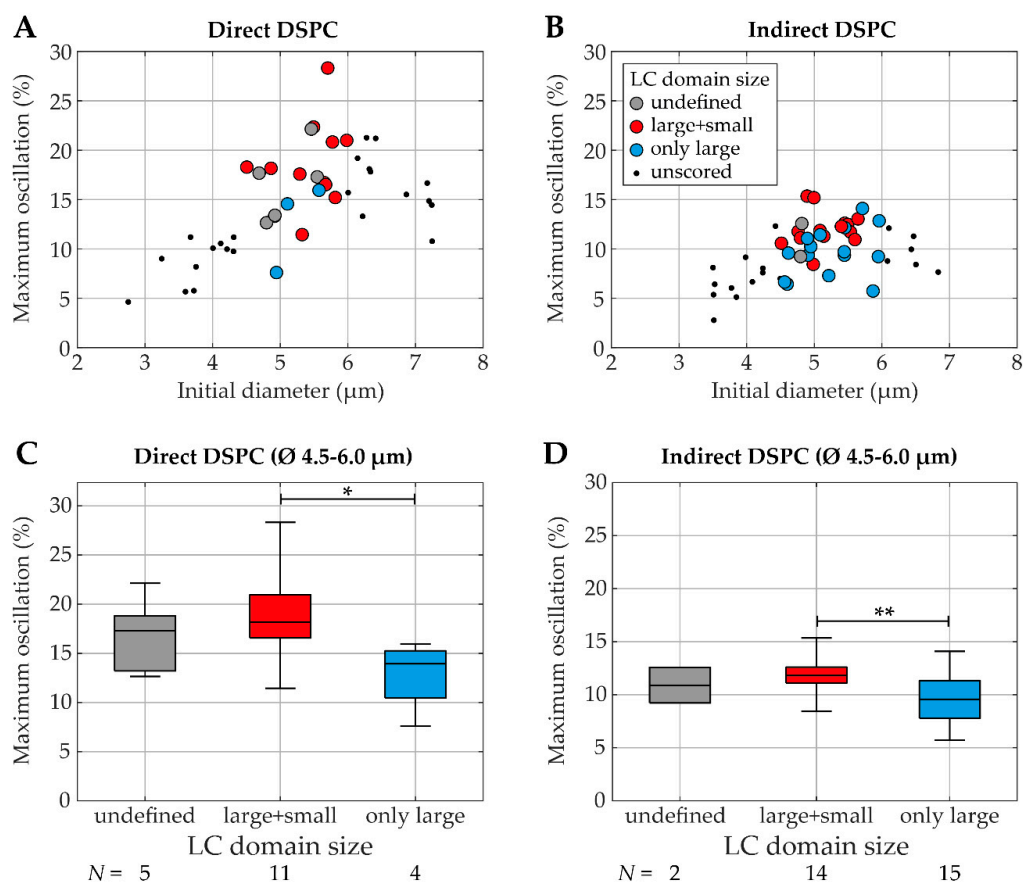 A Direct DSPC
Maximum oscillation (%)
30
25
20
15
10
5
0
2 3 4 5 6 7 8
Initial diameter (µm)
B Indirect DSPC
Maximum oscillation (%)
30
25
20
15
10
5
0
LC domain size
undefined
large+small
only large
unscored
2 3 4 5 6 7 8
Initial diameter (µm)
C Direct DSPC (Ø 4.5-6.0 µm)
Maximum oscillation (%)
30
25
20
15
10
5
0
*
undefined large+small only large
LC domain size
N = 5 11 4
D Indirect DSPC (Ø 4.5-6.0 µm)
Maximum oscillation (%)
30
25
20
15
10
5
0
**
undefined large+small only large
LC domain size
N = 2 14 15